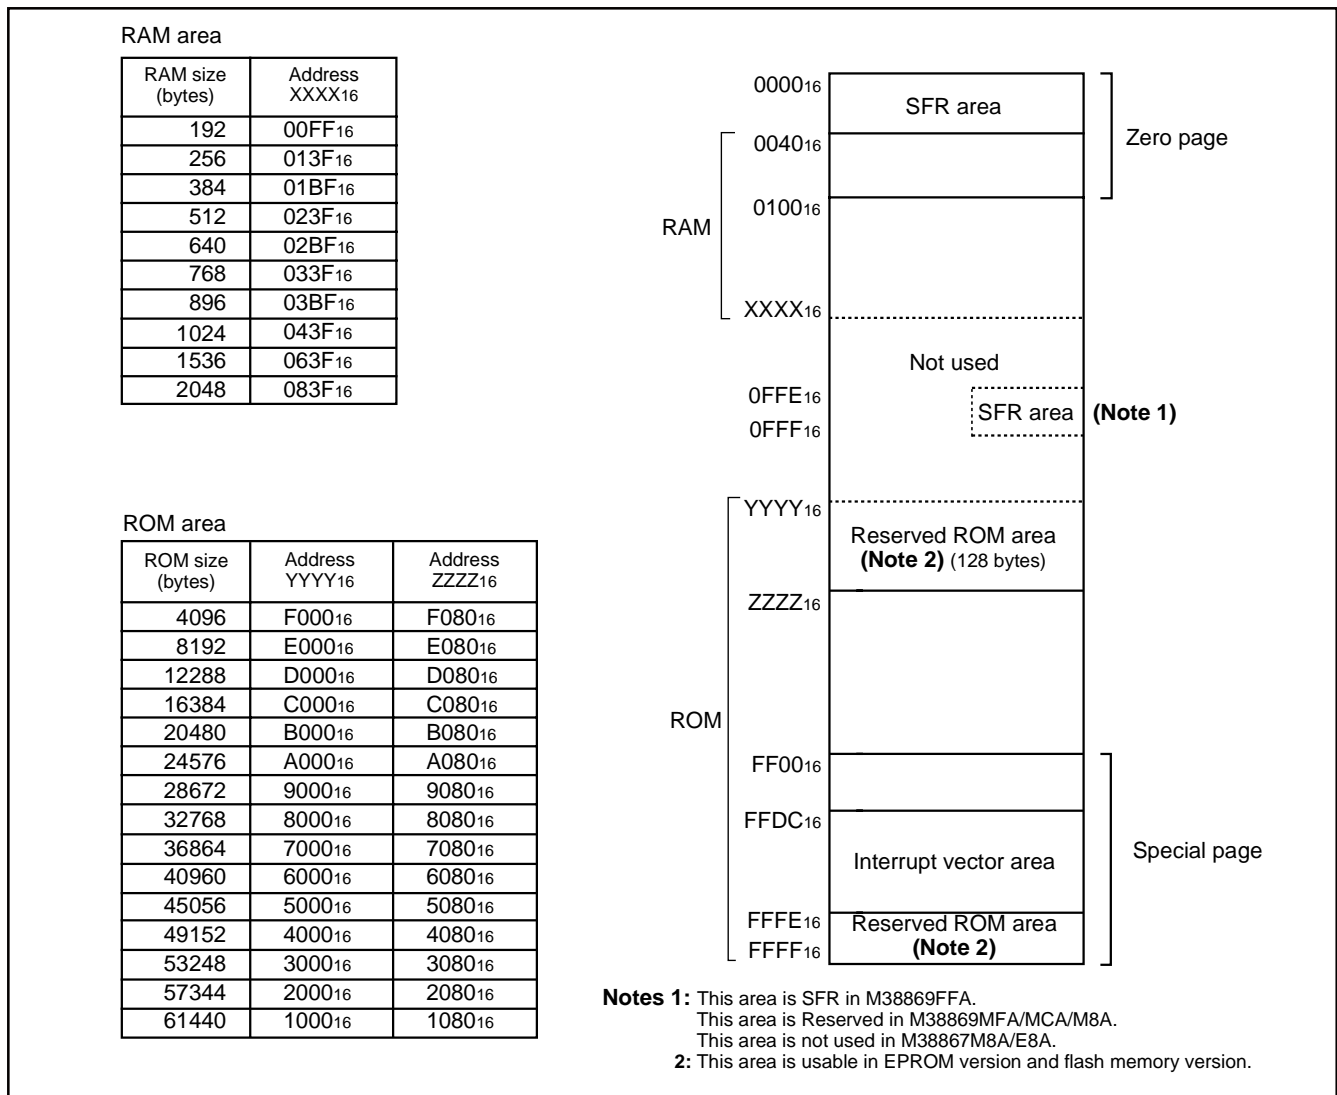 RAM area
RAM size (bytes) Address XXXX16
192 00FF16
256 013F16
384 01BF16
512 023F16
640 02BF16
768 033F16
896 03BF16
1024 043F16
1536 063F16
2048 083F16
ROM area
ROM size (bytes) Address YYYY16 Address ZZZZ16
4096 F00016 F08016
8192 E00016 E08016
12288 D00016 D08016
16384 C00016 C08016
20480 B00016 B08016
24576 A00016 A08016
28672 900016 908016
32768 800016 808016
36864 700016 708016
40960 600016 608016
45056 500016 508016
49152 400016 408016
53248 300016 308016
57344 200016 208016
61440 100016 108016
000016
SFR area
Zero page
004016
010016
RAM
XXXX16
Not used
0FFE16
SFR area (Note 1)
0FFF16
YYYY16
Reserved ROM area
(Note 2) (128 bytes)
ZZZZ16
ROM
FF0016
FFDC16
Interrupt vector area
Special page
FFFE16
Reserved ROM area
(Note 2)
FFFF16
Notes 1: This area is SFR in M38869FFA.
This area is Reserved in M38869MFA/MCA/M8A.
This area is not used in M38867M8A/E8A.
2: This area is usable in EPROM version and flash memory version.